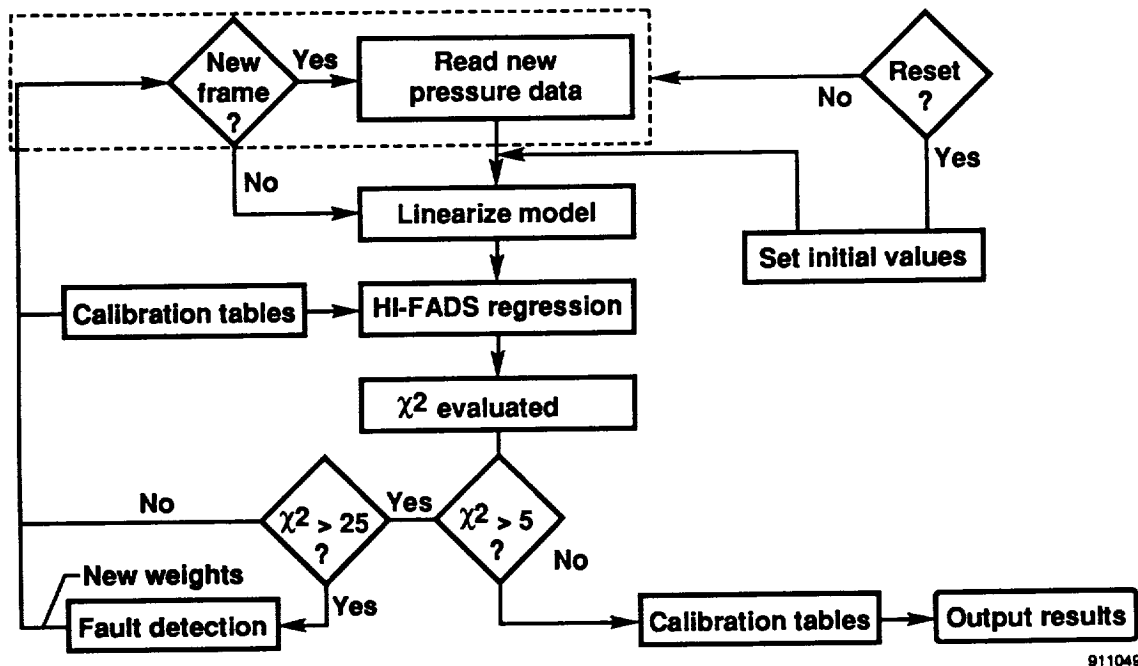 New
frame
?
Yes
Read new
pressure data
No
Reset
?
Yes
No
Linearize model
Set initial values
Calibration tables
HI-FADS regression
χ2 evaluated
No
χ2 > 25
?
Yes
χ2 > 5
?
No
New weights
Yes
Fault detection
Calibration tables
Output results
911049